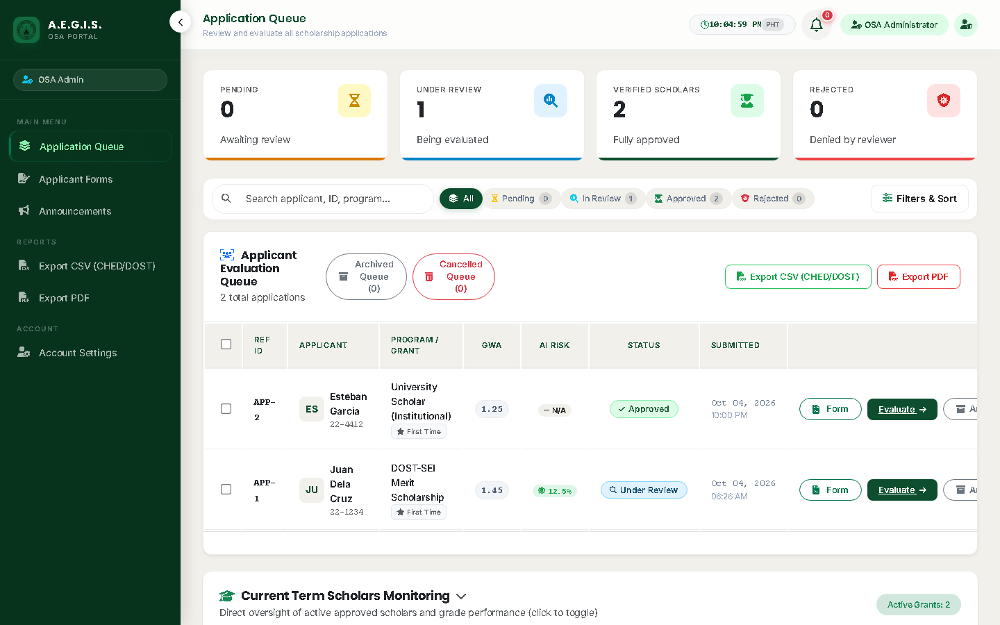 A.E.G.I.S.
OSA PORTAL
OSA Admin
MAIN MENU
Application Queue
Applicant Forms
Announcements
REPORTS
Export CSV (CHED/DOST)
Export PDF
ACCOUNT
Account Settings
Application Queue
Review and evaluate all scholarship applications
10:04:59 PM PHT
0
OSA Administrator
PENDING
0
Awaiting review
UNDER REVIEW
1
Being evaluated
VERIFIED SCHOLARS
2
Fully approved
REJECTED
0
Denied by reviewer
Search applicant, ID, program...
All
Pending 0
In Review 1
Approved 2
Rejected 0
Filters & Sort
Applicant
Evaluation
Queue
2 total applications
Archived
Queue
(0)
Cancelled
Queue
(0)
Export CSV (CHED/DOST)
Export PDF
REF
ID
APPLICANT
PROGRAM /
GRANT
GWA
AI RISK
STATUS
SUBMITTED
APP-
2
ES
Esteban
Garcia
22-4412
University
Scholar
(Institutional)
First Time
1.25
– N/A
Approved
Oct 04, 2026
10:00 PM
Form
Evaluate →
APP-
1
JU
Juan
Dela
Cruz
22-1234
DOST-SEI
Merit
Scholarship
First Time
1.45
12.5%
Under Review
Oct 04, 2026
06:26 AM
Form
Evaluate →
Current Term Scholars Monitoring
Direct oversight of active approved scholars and grade performance (click to toggle)
Active Grants: 2